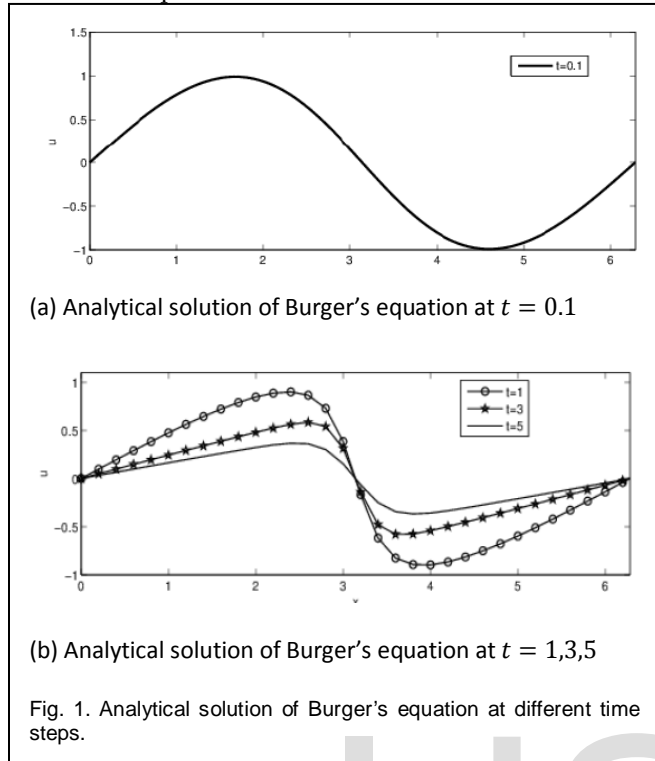 1.5
1
0.5
0
−0.5
−1
u
t=0.1
0 1 2 3 4 5 6
(a) Analytical solution of Burger’s equation at t = 0.1
1
0.5
0
−0.5
−1
u
t=1
t=3
t=5
0 1 2 3 4 5 6
(b) Analytical solution of Burger’s equation at t = 1,3,5
Fig. 1. Analytical solution of Burger’s equation at different time
steps.